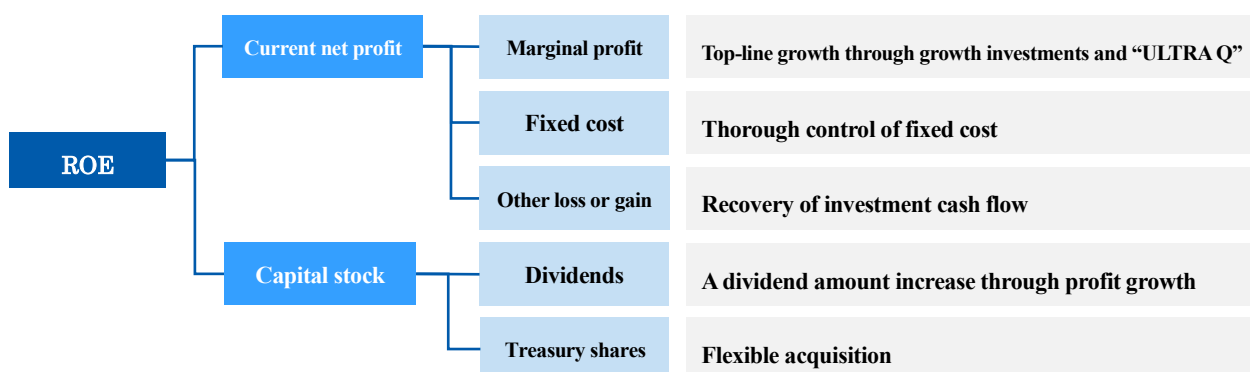 ROE
Current net profit
Marginal profit
Top-line growth through growth investments and “ULTRA Q”
Fixed cost
Thorough control of fixed cost
Other loss or gain
Recovery of investment cash flow
Capital stock
Dividends
A dividend amount increase through profit growth
Treasury shares
Flexible acquisition